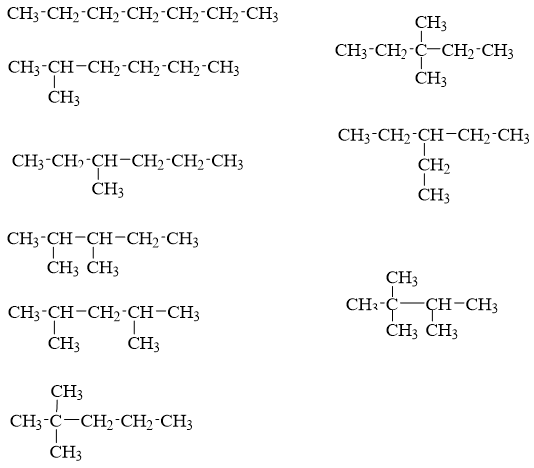 CH₃-CH₂-CH₂-CH₂-CH₂-CH₂-CH₃
CH₃-CH-CH₂-CH₂-CH₂-CH₃
CH₃
CH₃-CH₂-CH-CH₂-CH₂-CH₃
CH₃
CH₃-CH-CH-CH₂-CH₃
CH₃ CH₃
CH₃-CH-CH₂-CH-CH₃
CH₃ CH₃
CH₃
CH₃-C-CH₂-CH₂-CH₃
CH₃
CH₃
CH₃-CH₂-C-CH₂-CH₃
CH₃
CH₃-CH₂-CH-CH₂-CH₃
CH₂
CH₃
CH₃
CH₃-C-CH-CH₃
CH₃ CH₃